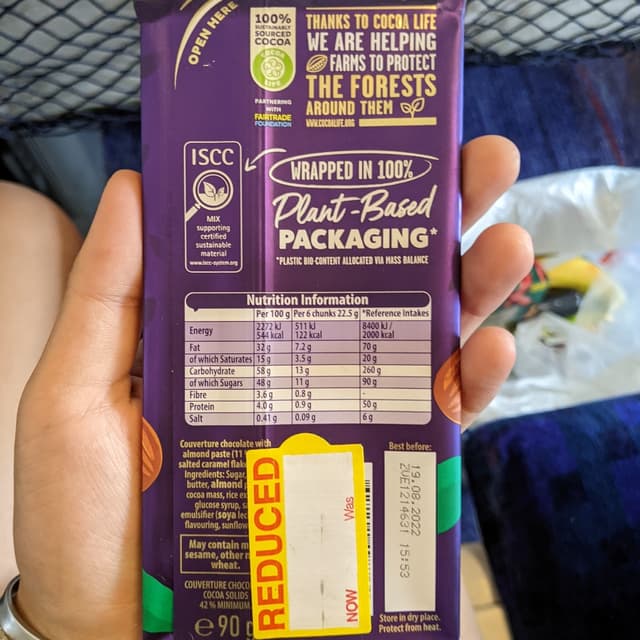 OPEN HERE
100%
SUSTAINABLY
SOURCED
COCOA
COCOA
LIFE
PARTNERING
WITH
FAIRTRADE
FOUNDATION
THANKS TO COCOA LIFE
WE ARE HELPING
FARMS TO PROTECT
THE FORESTS
AROUND THEM
WWW.COCOALIFE.ORG
ISCC
MIX
supporting
certified
sustainable
material
www.iscc-system.org
WRAPPED IN 100%
Plant-Based
PACKAGING*
*PLASTIC BIO-CONTENT ALLOCATED VIA MASS BALANCE
Nutrition Information
Per 100 g Per 6 chunks 22.5 g *Reference Intakes
Energy 2272 kJ 511 kJ 8400 kJ /
544 kcal 122 kcal 2000 kcal
Fat 32 g 7.2 g 70 g
of which Saturates 15 g 3.5 g 20 g
Carbohydrate 58 g 13 g 260 g
of which Sugars 48 g 11 g 90 g
Fibre 3.6 g 0.8 g -
Protein 4.0 g 0.9 g 50 g
Salt 0.41 g 0.09 g 6 g
Couverture chocolate with
almond paste (11
salted caramel
Ingredients: Sugar,
butter, almond
cocoa mass, rice
glucose syrup,
emulsifier (soya
flavouring,
May contain
sesame, other
wheat.
COUVERTURE
COCOA SOLIDS
42 % MINIMUM
e 90 g
REDUCED
Was
NOW
Best before:
19.08.2022
2VE1214631 15:53
Store in dry place.
Protect from heat.